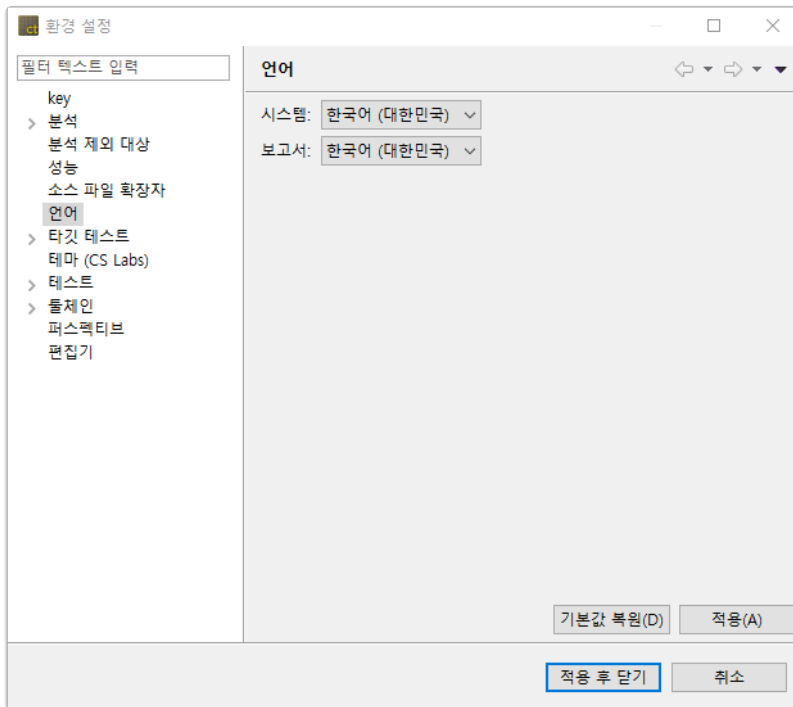 ct 환경 설정
필터 텍스트 입력
key
분석
분석 제외 대상
성능
소스 파일 확장자
언어
타깃 테스트
테마 (CS Labs)
테스트
툴체인
퍼스펙티브
편집기
언어
시스템: 한국어 (대한민국)
보고서: 한국어 (대한민국)
기본값 복원(D) 적용(A)
적용 후 닫기 취소